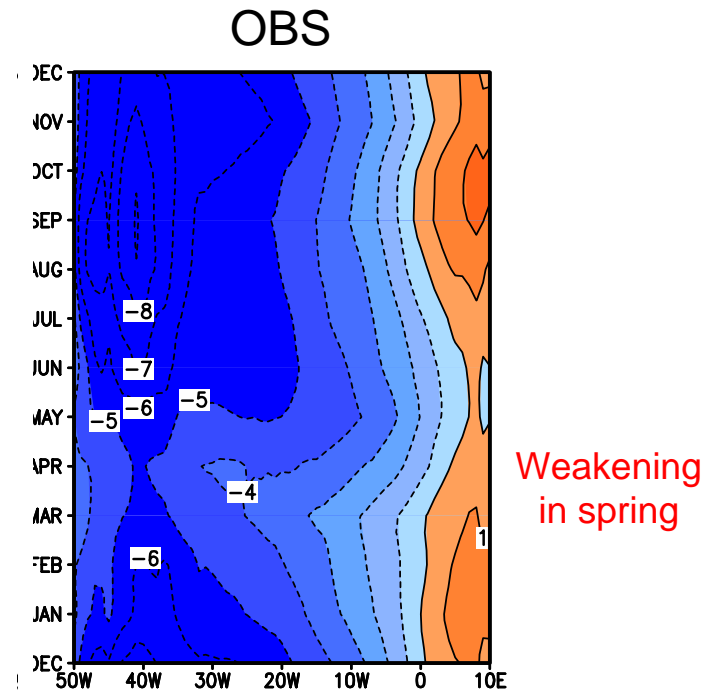 OBS
DEC
NOV
OCT
SEP
AUG
JUL
JUN
MAY
APR
MAR
FEB
JAN
DEC
-8
-7
-6
-5
-5
-4
-6
1
50W 40W 30W 20W 10W 0 10E
Weakening
in spring